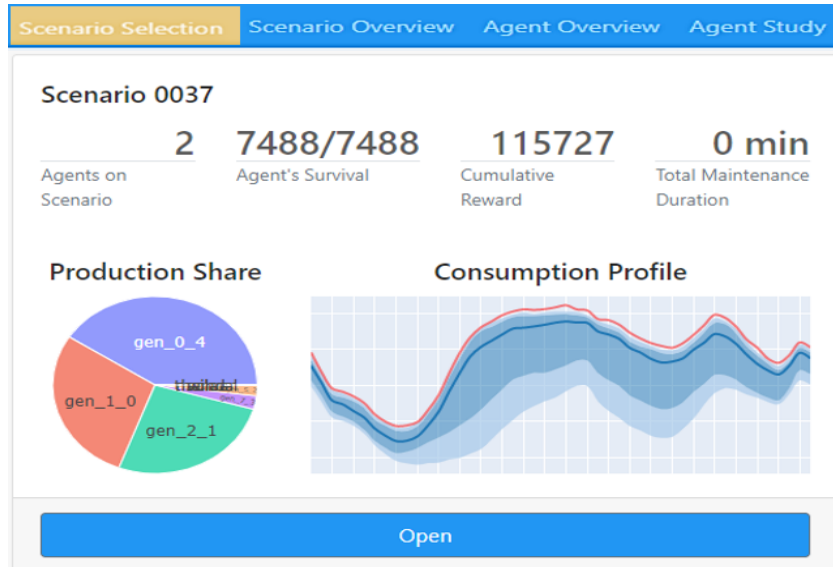 Scenario Selection Scenario Overview Agent Overview Agent Study
Scenario 0037
2 7488/7488 115727 0 min
Agents on Scenario
Agent's Survival
Cumulative Reward
Total Maintenance Duration
Production Share
Consumption Profile
gen_0_4
gen_1_0
gen_2_1
Open